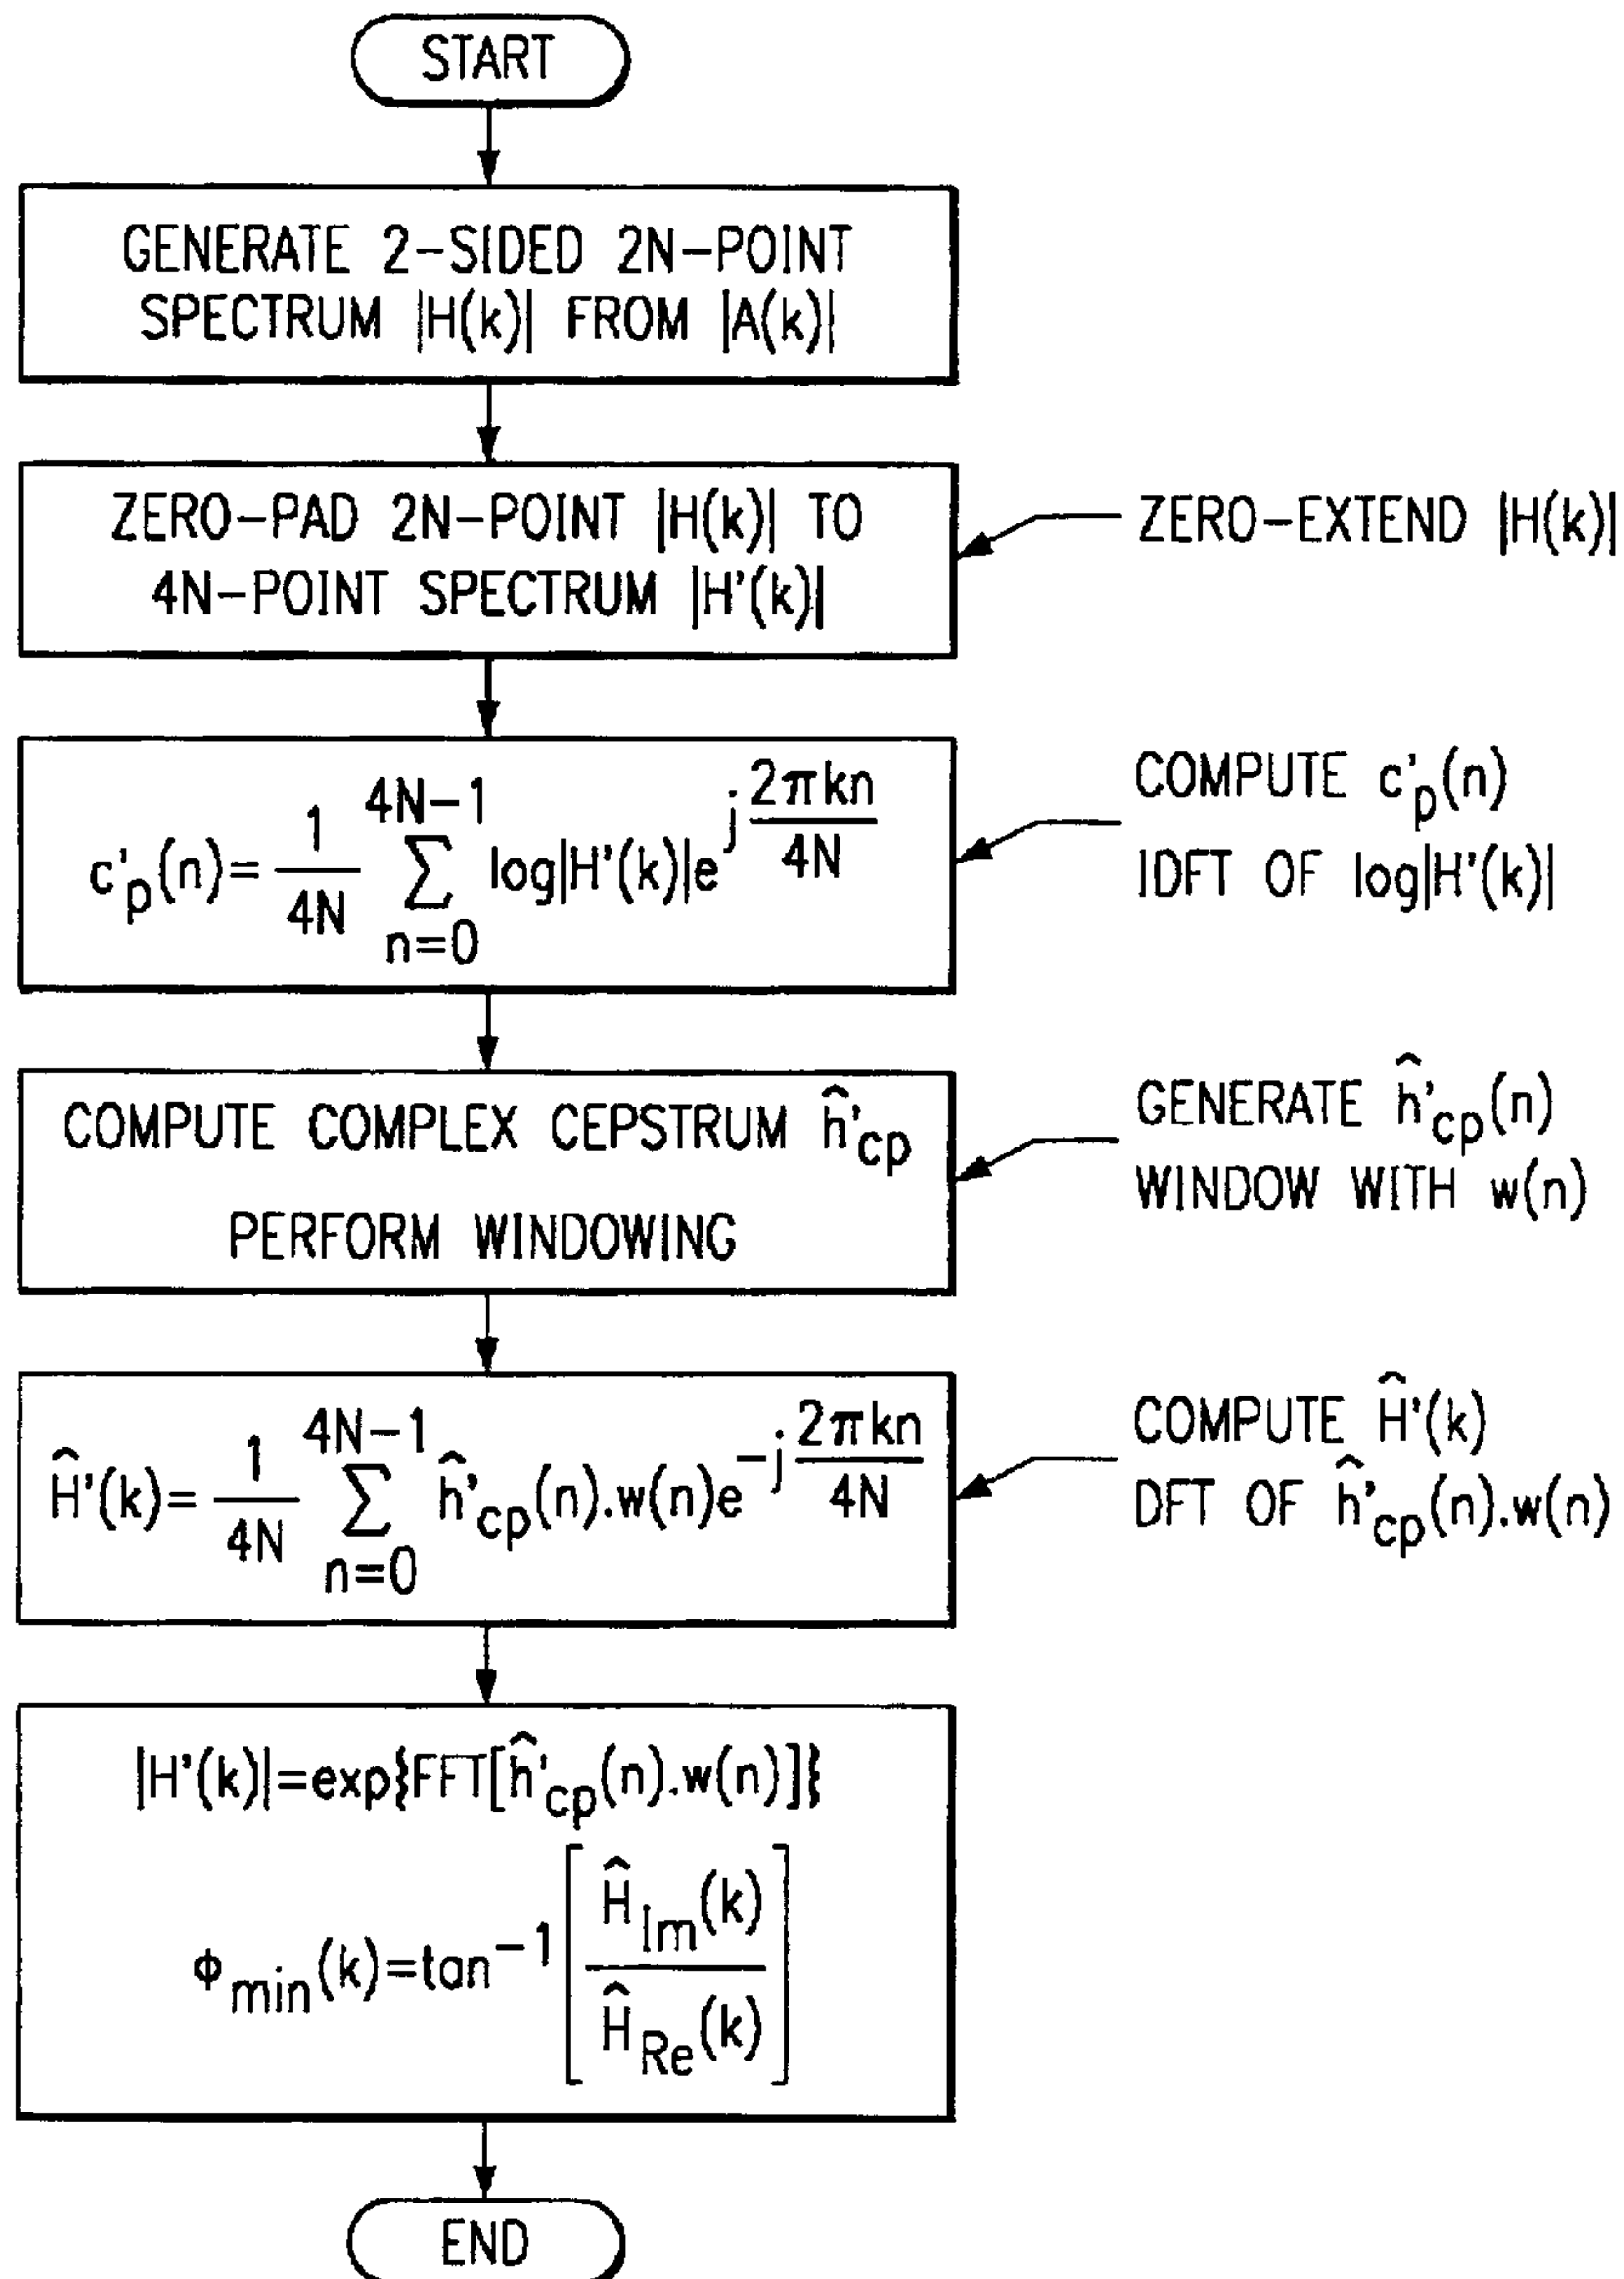 START
GENERATE 2-SIDED 2N-POINT
SPECTRUM |H(k)| FROM |A(k)|
ZERO-PAD 2N-POINT |H(k)| TO
4N-POINT SPECTRUM |H'(k)|
ZERO-EXTEND |H(k)|
c'p(n)= 1/4N 4N-1 ∑ n=0 log|H'(k)|e^j 2πkn/4N
COMPUTE c'p(n)
IDFT OF log|H'(k)|
COMPUTE COMPLEX CEPSTRUM ĥ'cp
PERFORM WINDOWING
GENERATE ĥ'cp(n)
WINDOW WITH w(n)
Ĥ'(k)= 1/4N 4N-1 ∑ n=0 ĥ'cp(n).w(n)e^-j 2πkn/4N
COMPUTE Ĥ'(k)
DFT OF ĥ'cp(n).w(n)
|H'(k)|=exp{FFT[ĥ'cp(n).w(n)]}
φmin(k)=tan^-1[ĤIm(k)/ĤRe(k)]
END